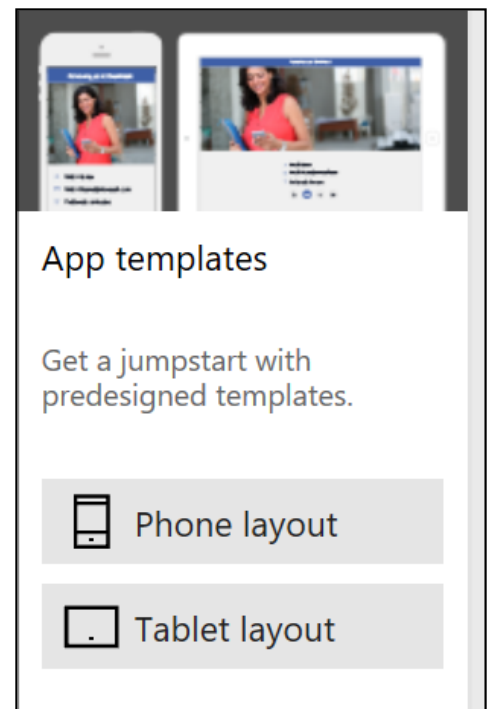 App templates
Get a jumpstart with
predesigned templates.
Phone layout
Tablet layout